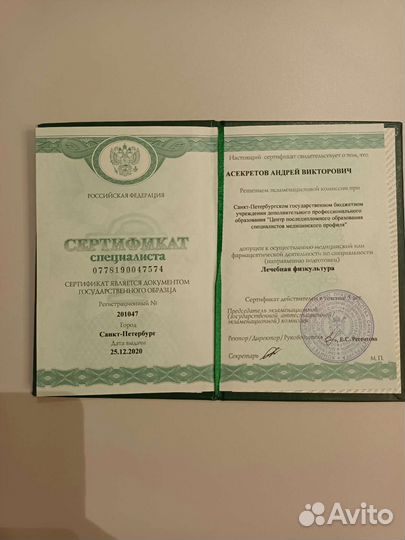 РОССИЙСКАЯ ФЕДЕРАЦИЯ
СЕРТИФИКАТ
специалиста
0778190047574
СЕРТИФИКАТ ЯВЛЯЕТСЯ ДОКУМЕНТОМ
ГОСУДАРСТВЕННОГО ОБРАЗЦА
Регистрационный №
201047
Город
Санкт-Петербург
Дата выдачи
25.12.2020
Настоящий сертификат свидетельствует о том, что
АСЕКРЕТОВ АНДРЕЙ ВИКТОРОВИЧ
Решением экзаменационной комиссии при
Санкт-Петербургском государственном бюджетном
учреждении дополнительного профессионального
образования "Центр последипломного образования
специалистов медицинского профиля"
допущен к осуществлению медицинской или
фармацевтической деятельности по специальности
(направлению подготовки)
Лечебная физкультура
Сертификат действителен в течение 5 лет
Председатель экзаменационной
(государственной, аттестационной,
экзаменационной) комиссии
Ректор/Директор/Руководитель
Секретарь
М.П.
Avito